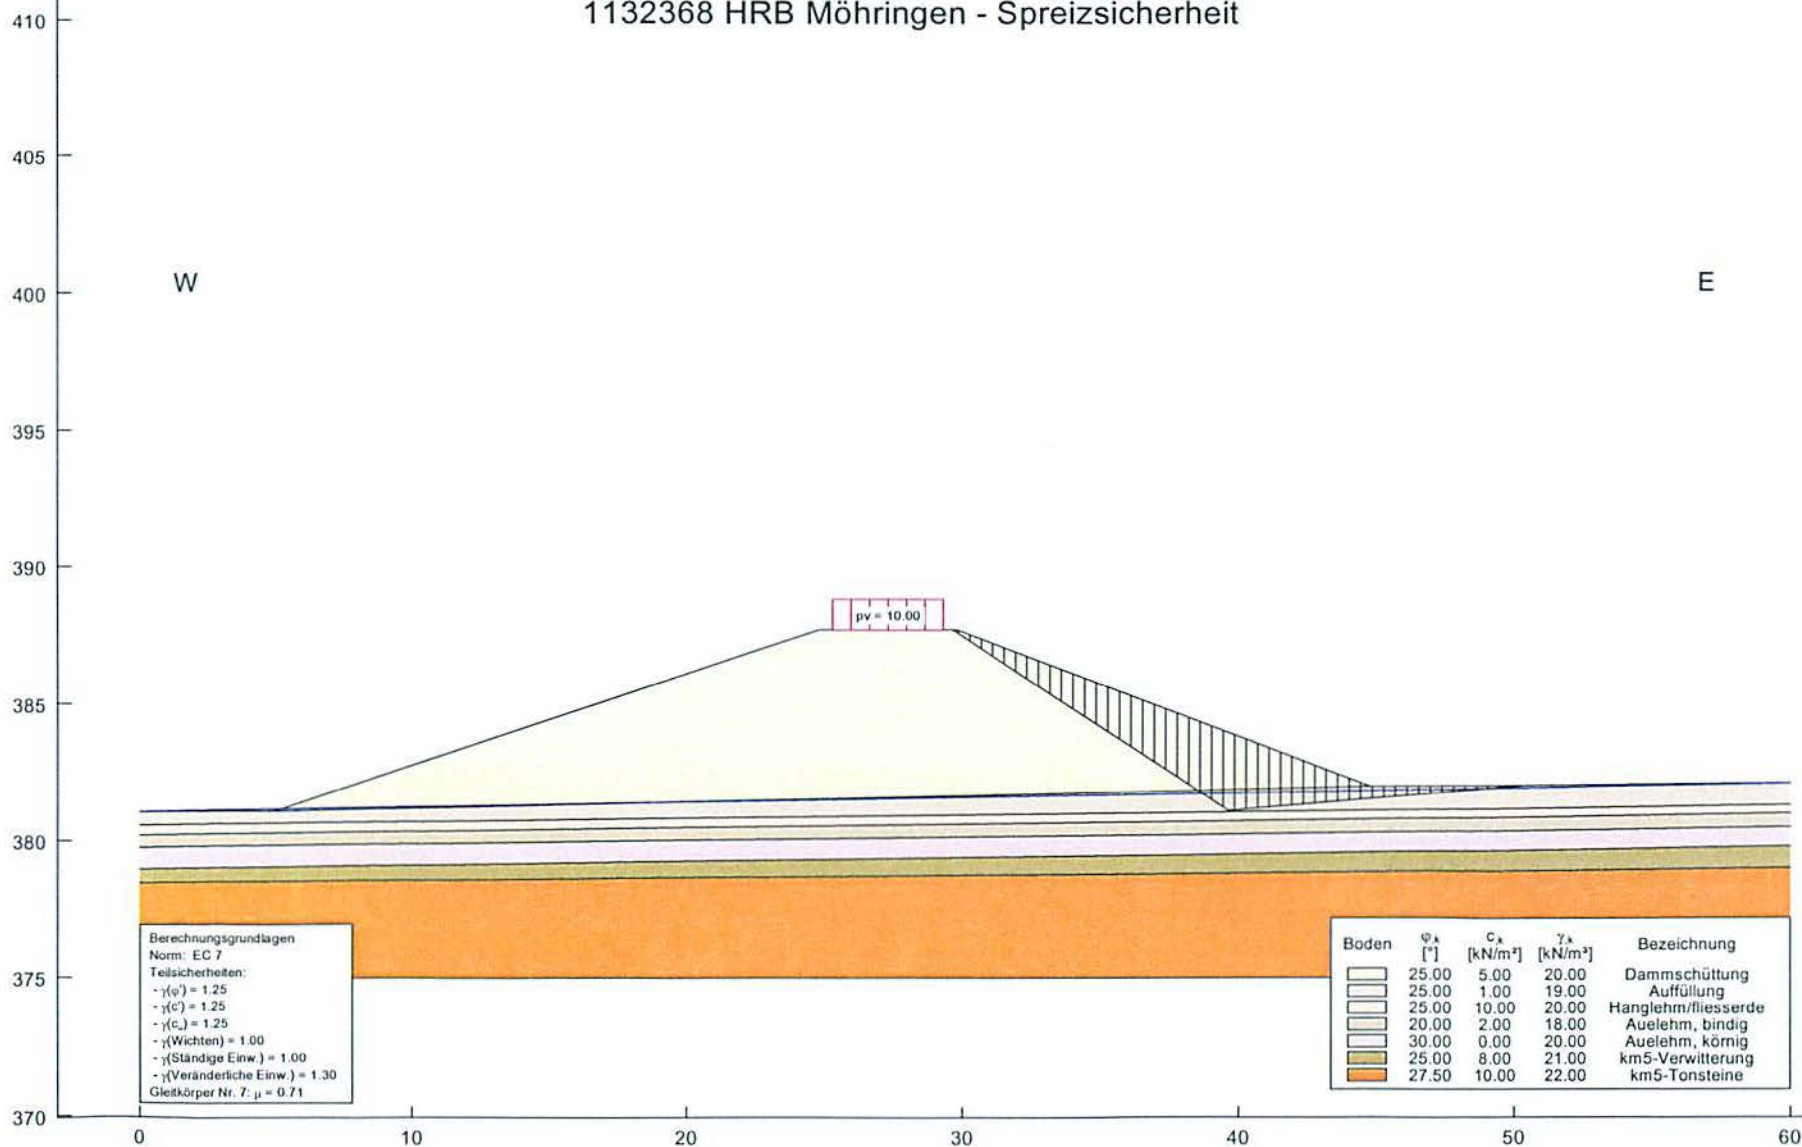 1132368 HRB Möhringen - Spreizsicherheit
410
405
400
395
390
385
380
375
370
W
E
pv = 10.00
Berechnungsgrundlagen
Norm: EC 7
Teilsicherheiten:
- γ(φ') = 1.25
- γ(c') = 1.25
- γ(cᵤ) = 1.25
- γ(Wichten) = 1.00
- γ(Ständige Einw.) = 1.00
- γ(Veränderliche Einw.) = 1.30
Gleitkörper Nr. 7: μ = 0.71
Boden φ,k [°] c,k [kN/m²] γ,k [kN/m³] Bezeichnung
25.00 5.00 20.00 Dammschüttung
25.00 1.00 19.00 Auffüllung
25.00 10.00 20.00 Hanglehm/fliesserde
20.00 2.00 18.00 Auelehm, bindig
30.00 0.00 20.00 Auelehm, körnig
25.00 8.00 21.00 km5-Verwitterung
27.50 10.00 22.00 km5-Tonsteine
0 10 20 30 40 50 60